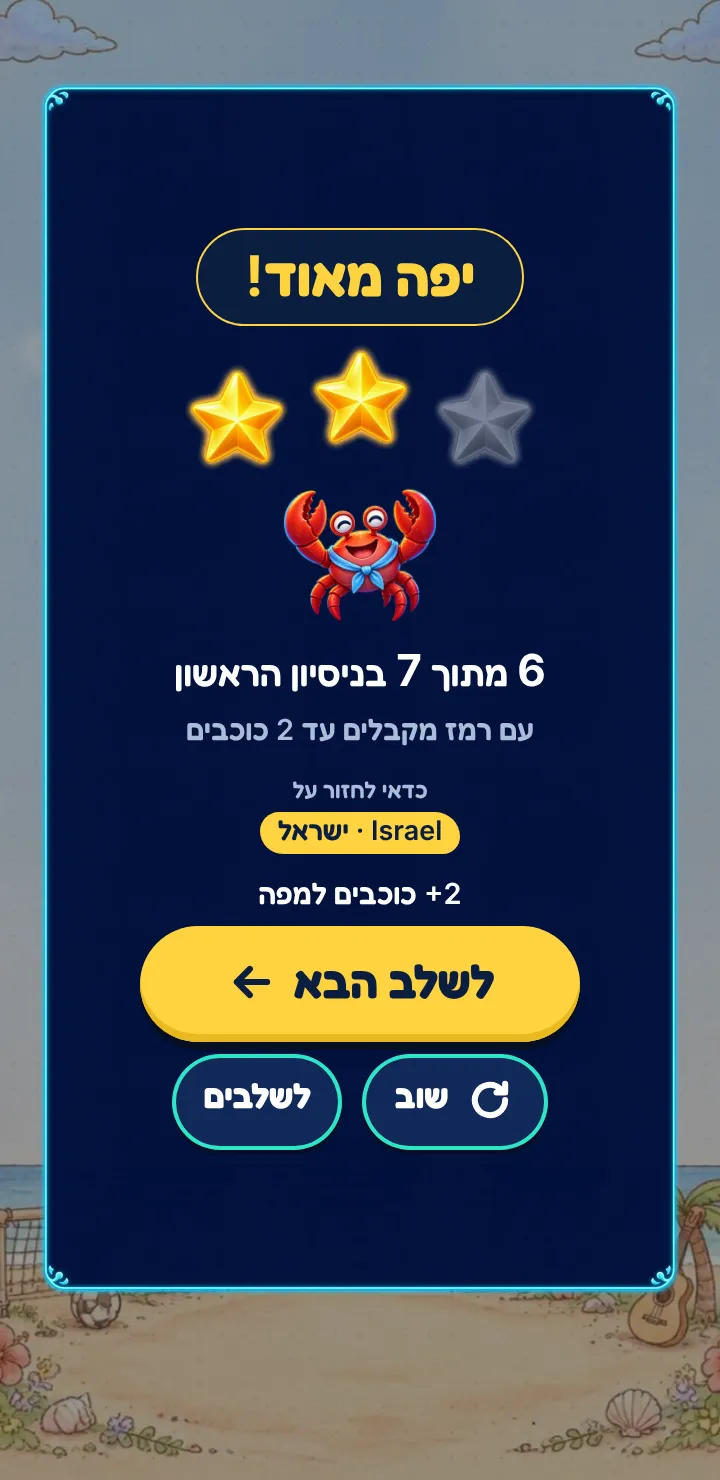 יפה מאוד!
6 מתוך 7 בניסיון הראשון
עם רמז מקבלים עד 2 כוכבים
כדאי לחזור על
Israel · ישראל
+2 כוכבים למפה
לשלב הבא ←
שוב
לשלבים